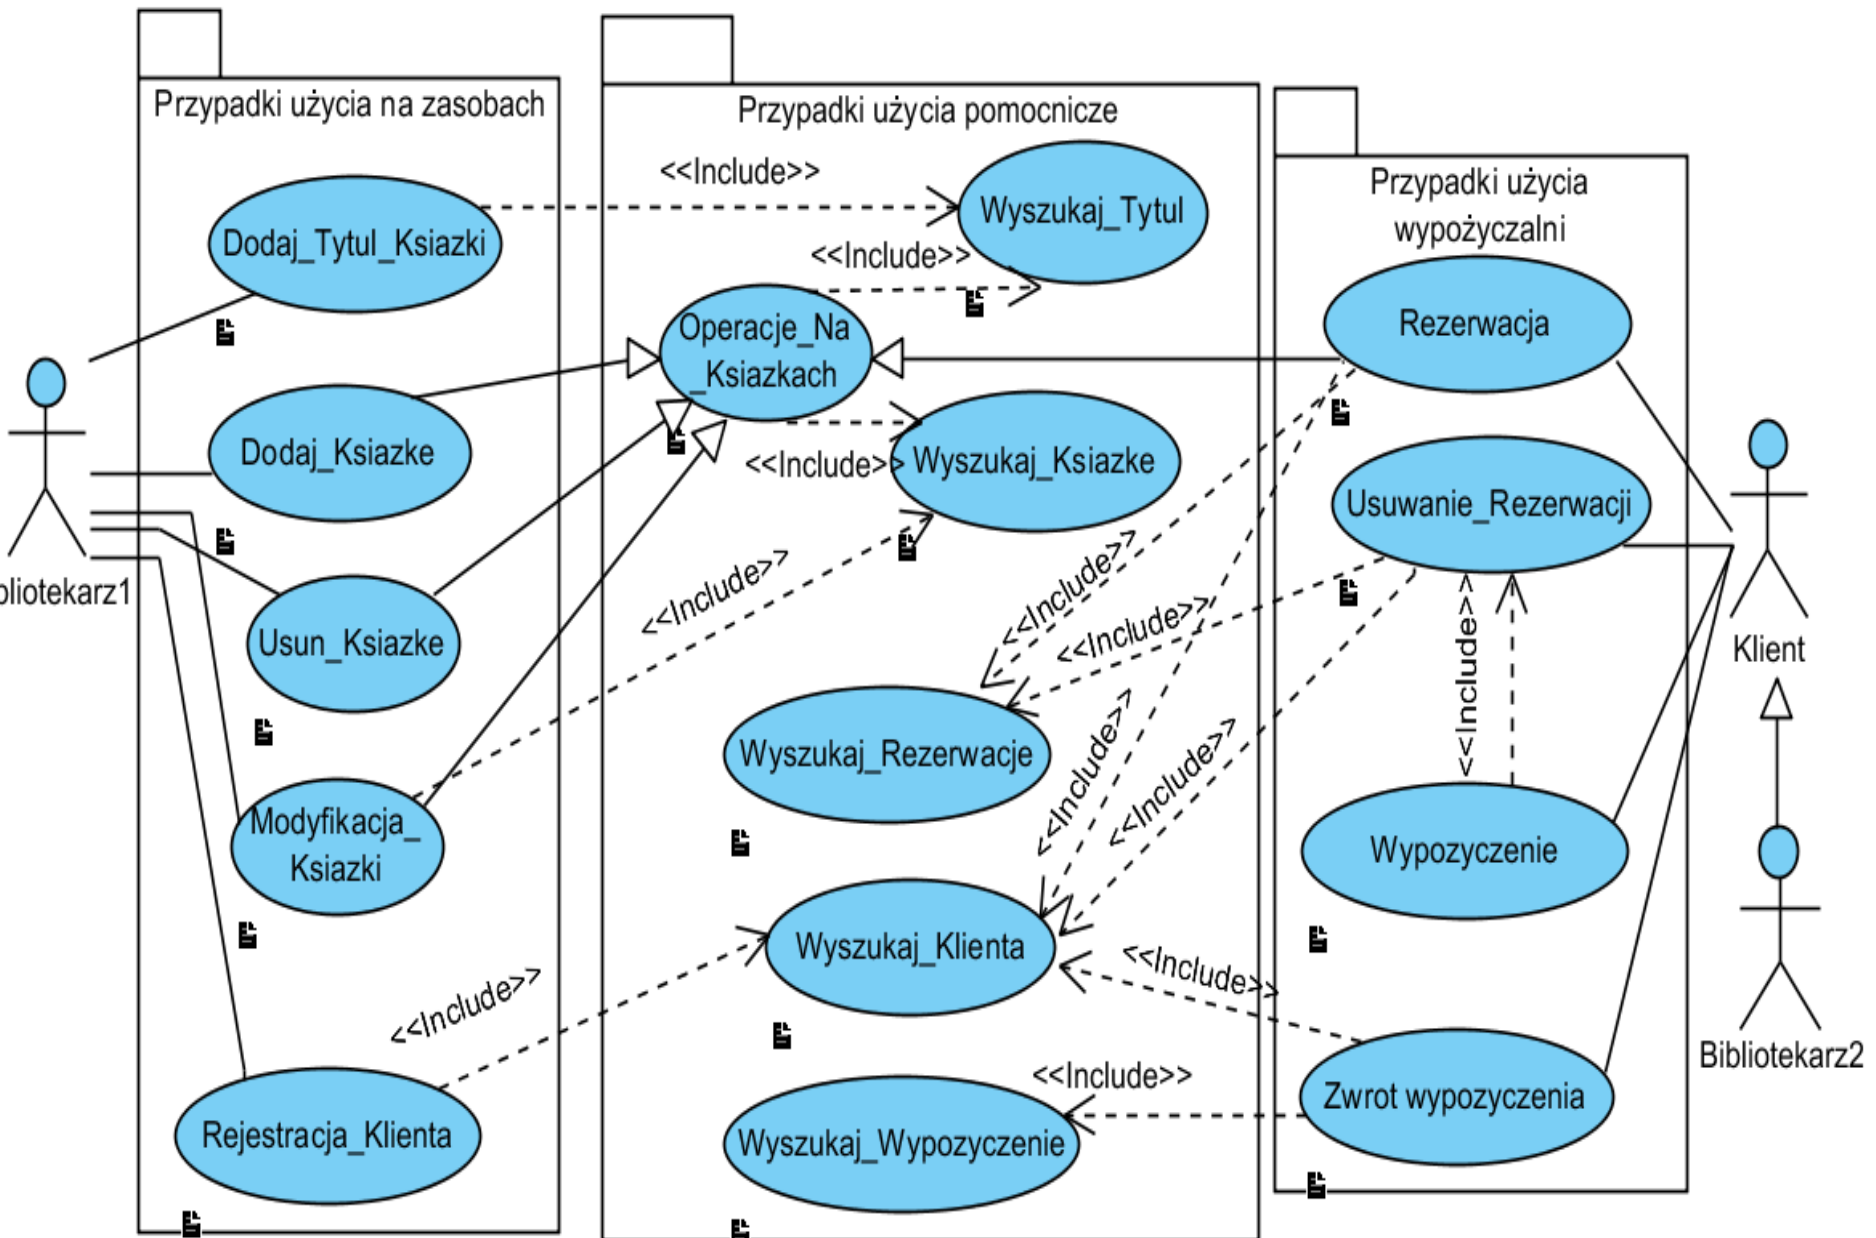 Przypadki użycia na zasobach
Dodaj_Tytul_Ksiazki
Dodaj_Ksiazke
Usun_Ksiazke
Modyfikacja_
Ksiazki
Rejestracja_Klienta
bliotekarz1
Przypadki użycia pomocnicze
<<Include>>
Wyszukaj_Tytul
<<Include>>
Operacje_Na
_Ksiazkach
<<Include>
Wyszukaj_Ksiazke
<<Include>>
<<Include>>
<<Include>>
Wyszukaj_Rezerwacje
<<Include>>
<<Include>>
Wyszukaj_Klienta
<<Include>>
<<Include>>
<<Include>>
Wyszukaj_Wypozyczenie
Przypadki użycia
wypożyczalni
Rezerwacja
Usuwanie_Rezerwacji
<<Include>>
Wypozyczenie
Zwrot wypozyczenia
Klient
Bibliotekarz2